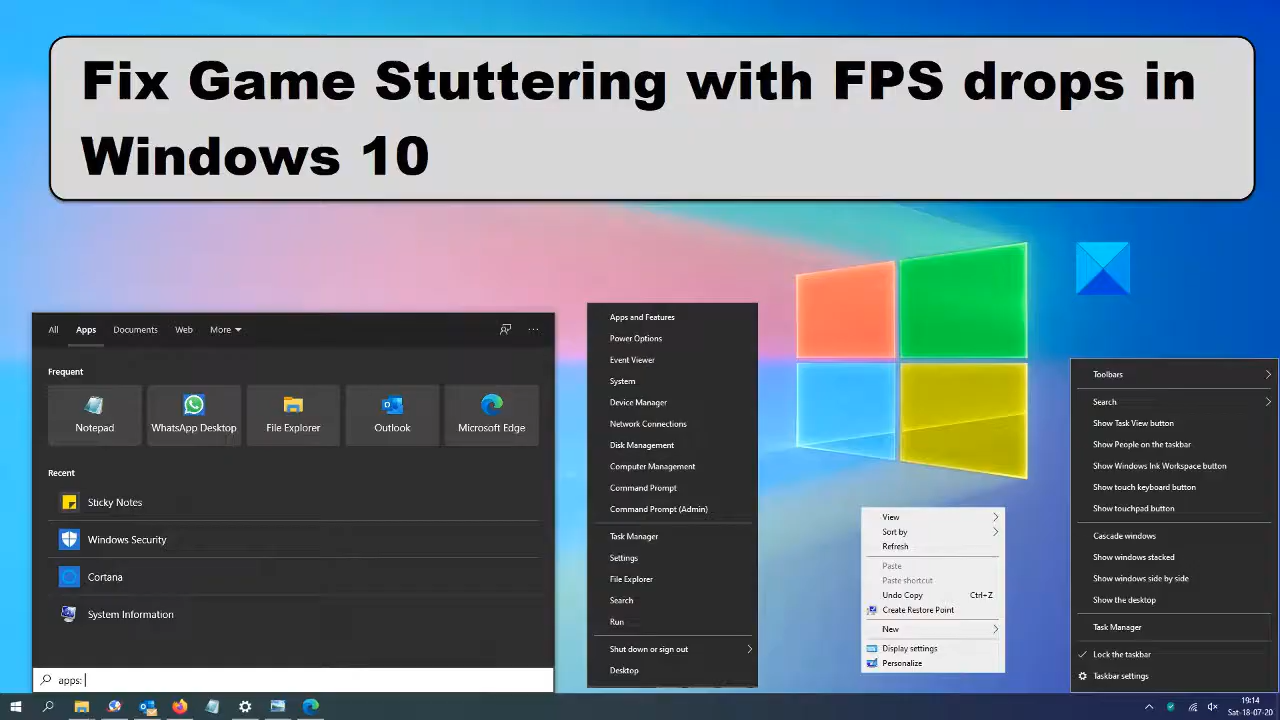 Fix Game Stuttering with FPS drops in
Windows 10
All Apps Documents Web More
Frequent
Notepad WhatsApp Desktop File Explorer Outlook Microsoft Edge
Recent
Sticky Notes
Windows Security
Cortana
System Information
apps:
Apps and Features
Power Options
Event Viewer
System
Device Manager
Network Connections
Disk Management
Computer Management
Command Prompt
Command Prompt (Admin)
Task Manager
Settings
File Explorer
Search
Run
Shut down or sign out
Desktop
View
Sort by
Refresh
Paste
Paste shortcut
Undo Copy Ctrl+Z
Create Restore Point
New
Display settings
Personalize
Toolbars
Search
Show Task View button
Show People on the taskbar
Show Windows Ink Workspace button
Show touch keyboard button
Show touchpad button
Cascade windows
Show windows stacked
Show windows side by side
Show the desktop
Task Manager
Lock the taskbar
Taskbar settings
19:14
Sat-18-07-20